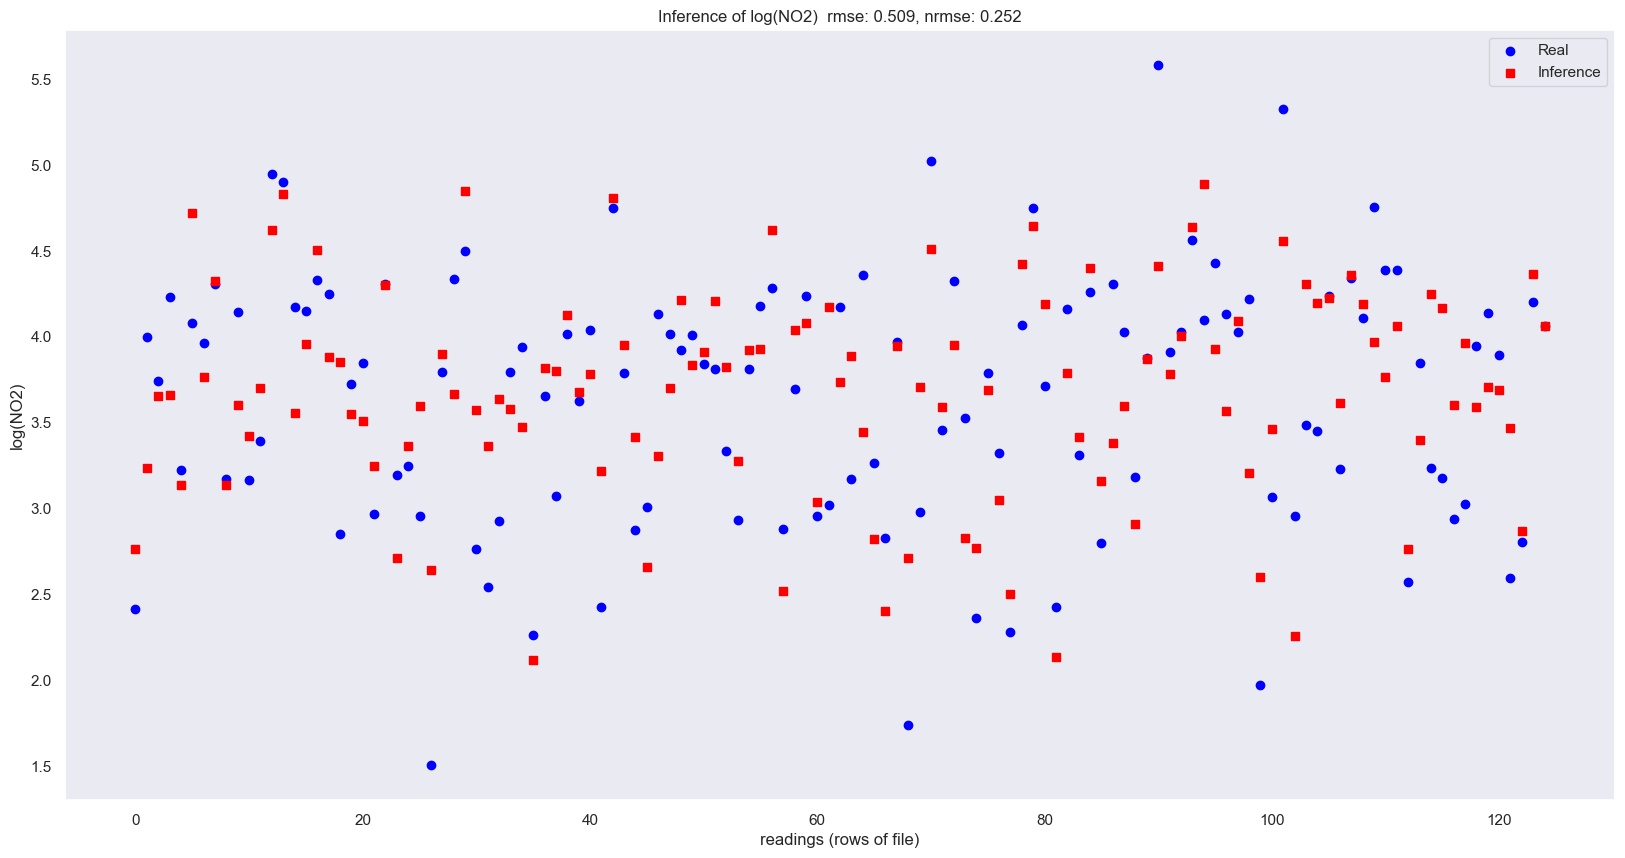 Inference of log(NO2)  rmse: 0.509, nrmse: 0.252
Real
Inference
5.5
5.0
4.5
4.0
3.5
3.0
2.5
2.0
1.5
log(NO2)
0 20 40 60 80 100 120
readings (rows of file)